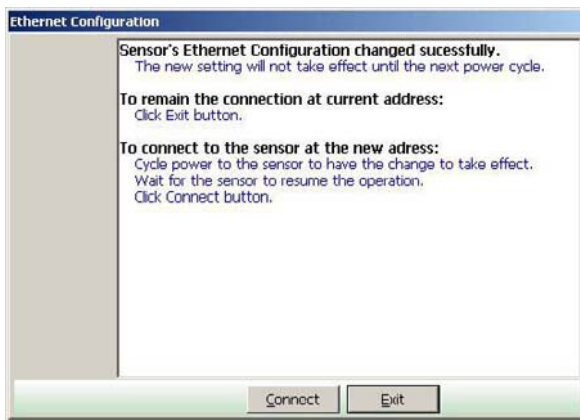 Ethernet Configuration
Sensor's Ethernet Configuration changed sucessfully.
The new setting will not take effect until the next power cycle.
To remain the connection at current address:
Click Exit button.
To connect to the sensor at the new adress:
Cycle power to the sensor to have the change to take effect.
Wait for the sensor to resume the operation.
Click Connect button.
Connect
Exit